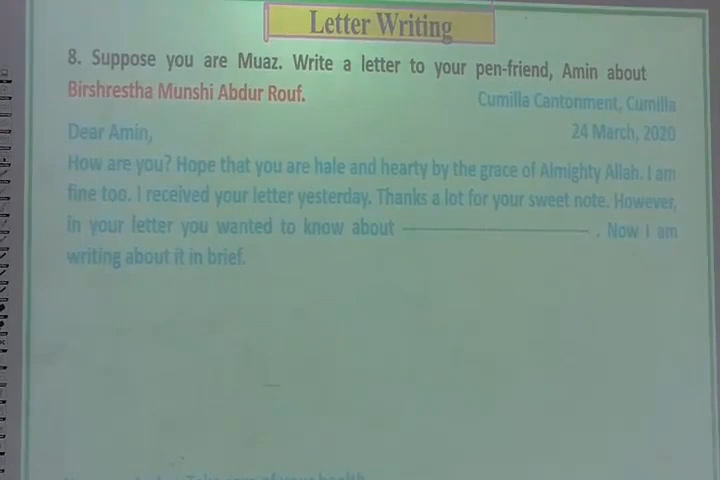 Letter Writing
8. Suppose you are Muaz. Write a letter to your pen-friend, Amin about
Birshrestha Munshi Abdur Rouf.
Cumilla Cantonment, Cumilla
Dear Amin,
24 March, 2020
How are you? Hope that you are hale and hearty by the grace of Almighty Allah. I am
fine too. I received your letter yesterday. Thanks a lot for your sweet note. However,
in your letter you wanted to know about ———————— . Now I am
writing about it in brief.